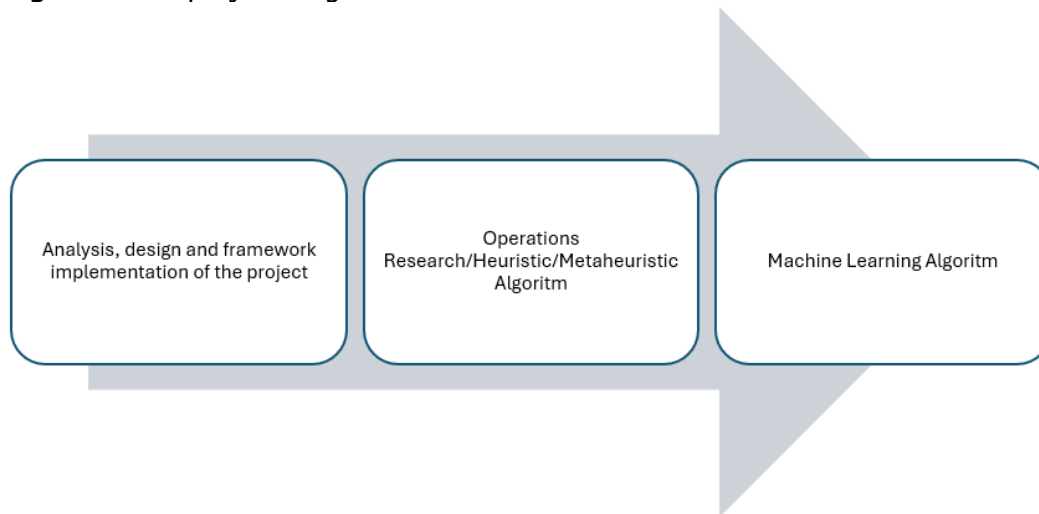 Analysis, design and framework
implementation of the project
Operations
Research/Heuristic/Metaheuristic
Algoritm
Machine Learning Algoritm